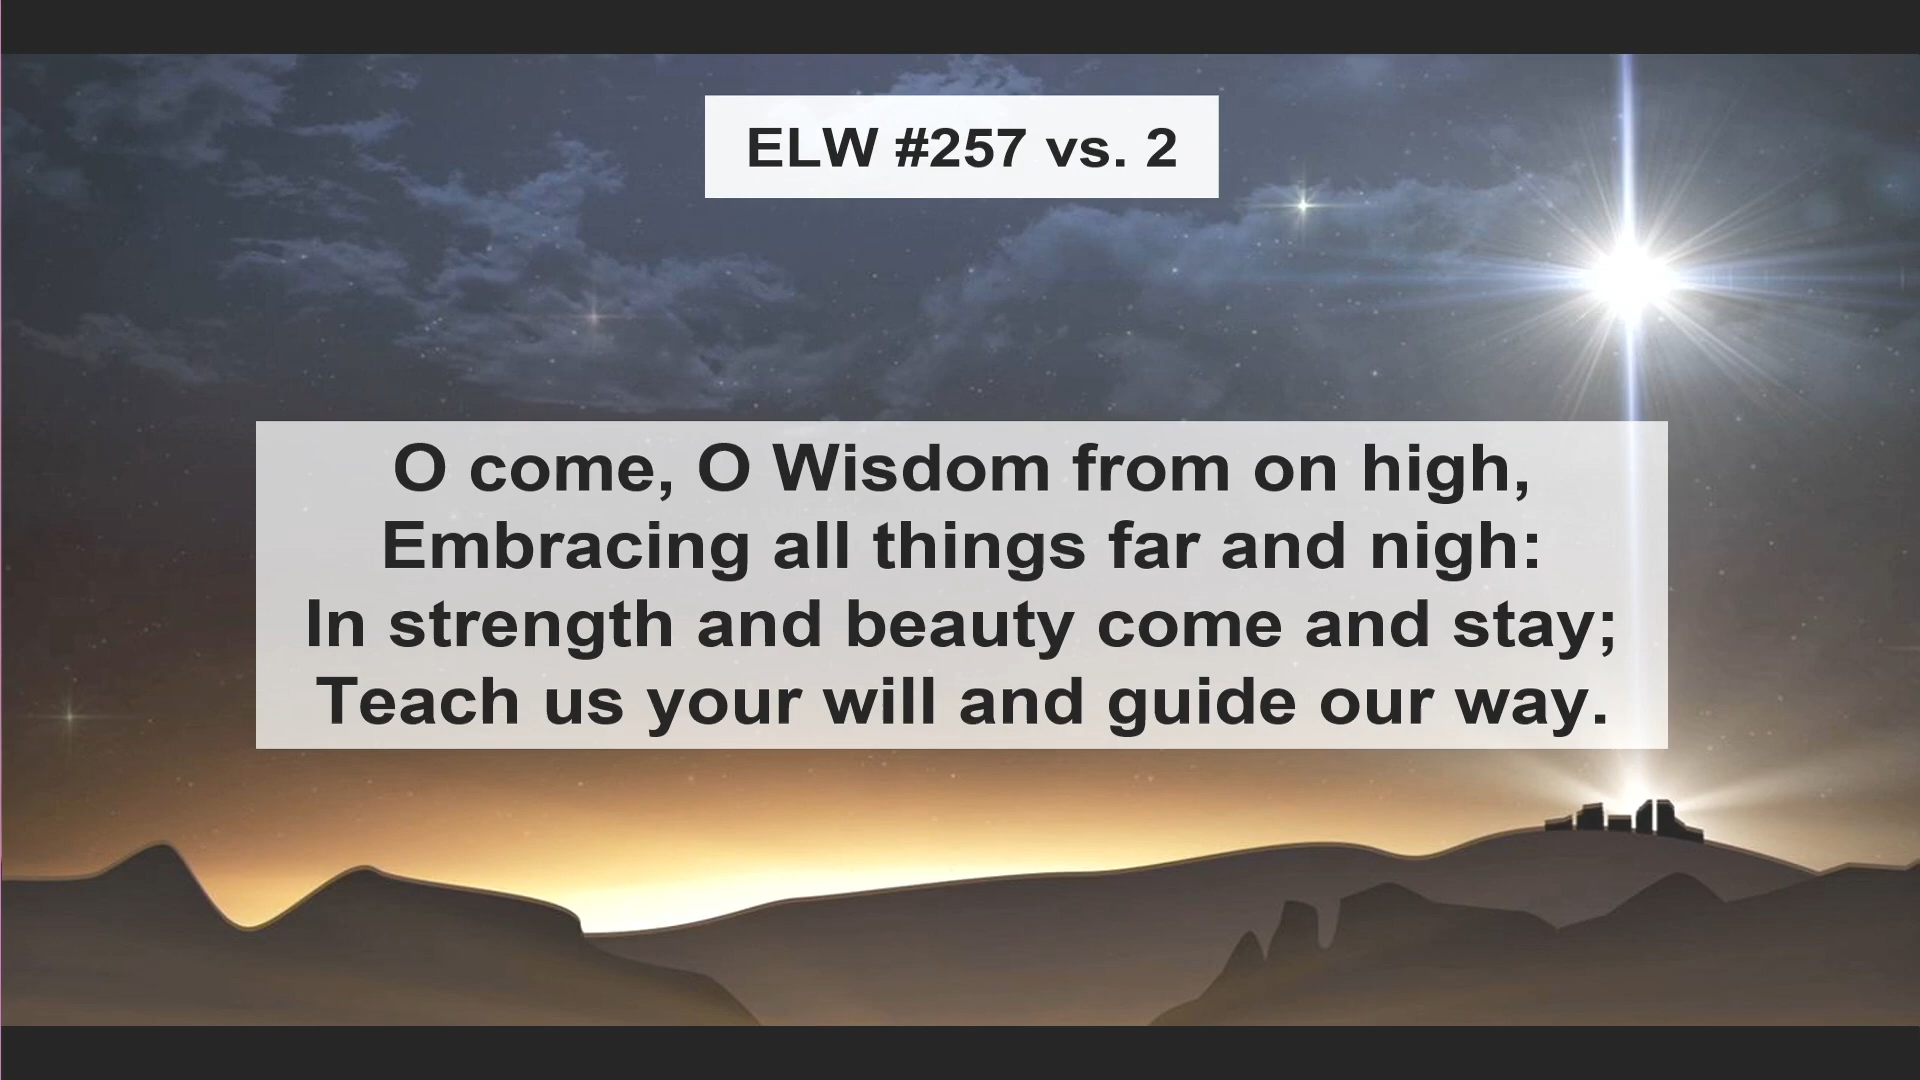 ELW #257 vs. 2
O come, O Wisdom from on high,
Embracing all things far and nigh:
In strength and beauty come and stay;
Teach us your will and guide our way.